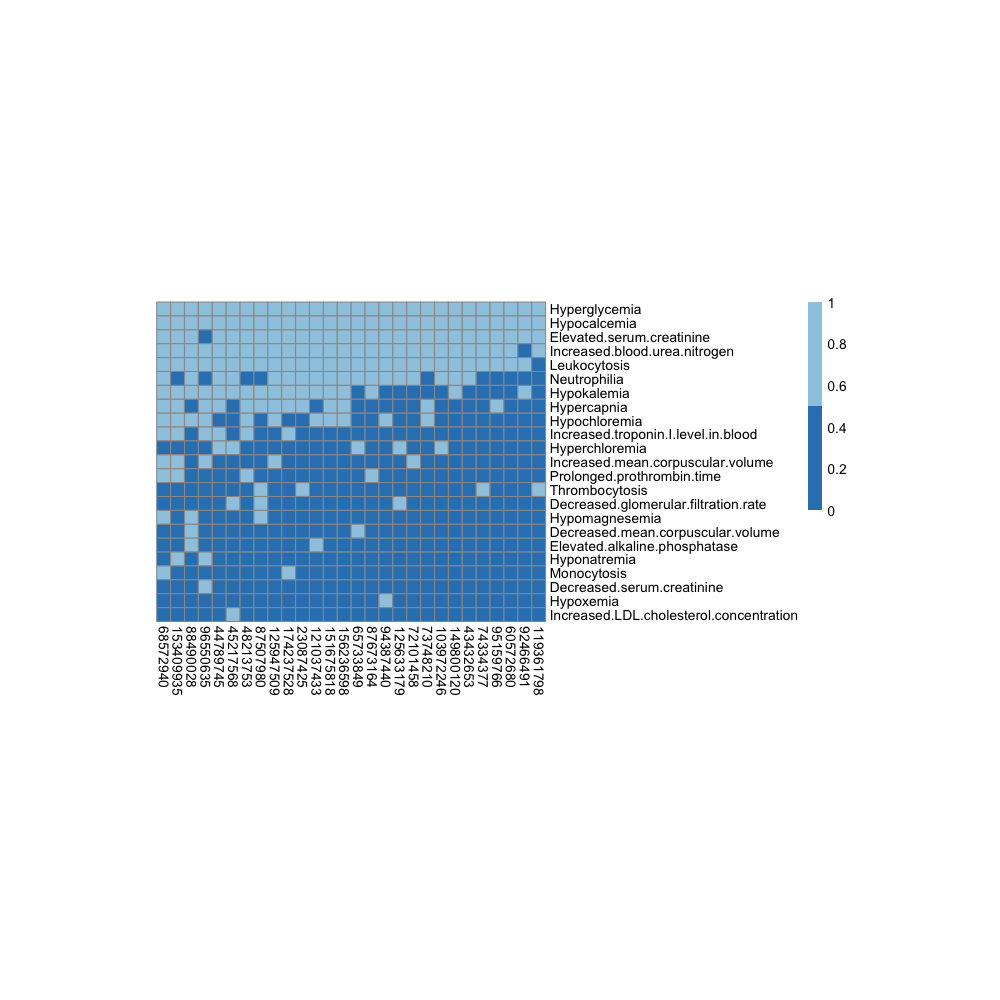 Hyperglycemia
Hypocalcemia
Elevated.serum.creatinine
Increased.blood.urea.nitrogen
Leukocytosis
Neutrophilia
Hypokalemia
Hypercapnia
Hypochloremia
Increased.troponin.I.level.in.blood
Hyperchloremia
Increased.mean.corpuscular.volume
Prolonged.prothrombin.time
Thrombocytosis
Decreased.glomerular.filtration.rate
Hypomagnesemia
Decreased.mean.corpuscular.volume
Elevated.alkaline.phosphatase
Hyponatremia
Monocytosis
Decreased.serum.creatinine
Hypoxemia
Increased.LDL.cholesterol.concentration
1
0.8
0.6
0.4
0.2
0
68572940
153409935
88490028
96550635
44789745
45217568
48213753
87507980
125947509
174237528
23087425
121037433
151675818
156236598
65733849
87673164
94387440
125633179
72101458
73748210
103972246
149800120
43432653
74334377
95159766
60572680
92466491
119361798